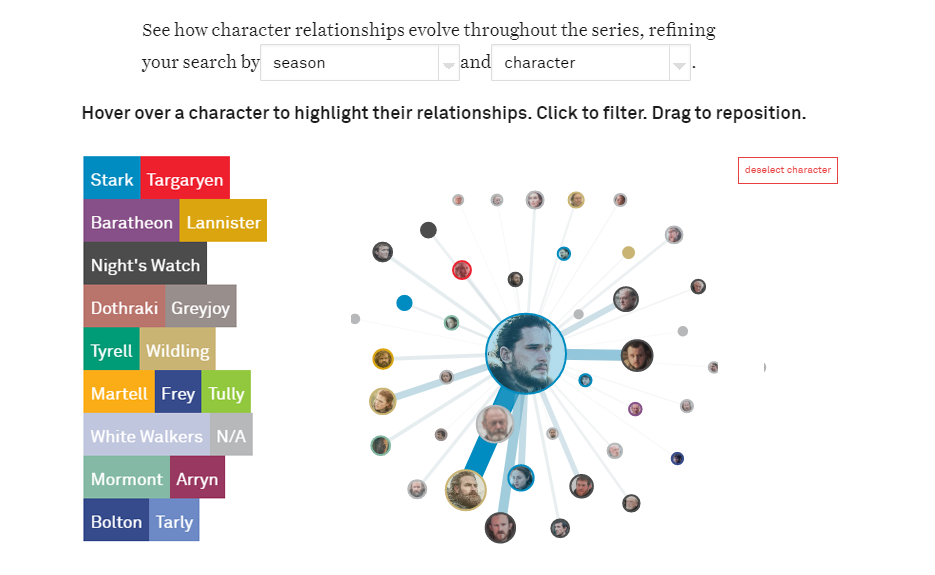 See how character relationships evolve throughout the series, refining
your search by season and character .
Hover over a character to highlight their relationships. Click to filter. Drag to reposition.
deselect character
Stark Targaryen
Baratheon Lannister
Night's Watch
Dothraki Greyjoy
Tyrell Wildling
Martell Frey Tully
White Walkers N/A
Mormont Arryn
Bolton Tarly